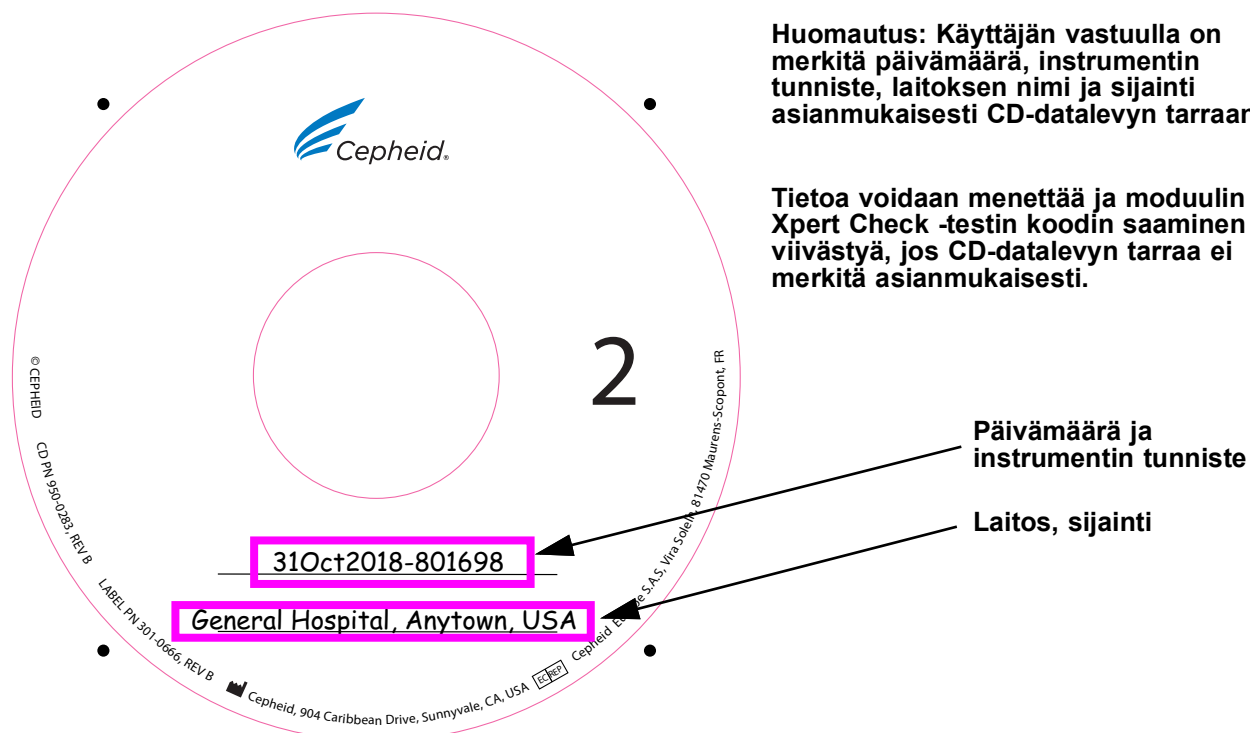 Huomautus: Käyttäjän vastuulla on
merkitä päivämäärä, instrumentin
tunniste, laitoksen nimi ja sijainti
asianmukaisesti CD-datalevyn tarraan
Cepheid.
Tietoa voidaan menettää ja moduulin
Xpert Check -testin koodin saaminen
viivästyä, jos CD-datalevyn tarraa ei
merkitä asianmukaisesti.
2
Päivämäärä ja
instrumentin tunniste
Laitos, sijainti
31Oct2018-801698
General Hospital, Anytown, USA
© CEPHEID CD PN 950-0283, REV B LABEL PN 301-0666, REV B Cepheid, 904 Caribbean Drive, Sunnyvale, CA, USA EC REP Cepheid S.A.S, Vira Solelh, 81470 Maurens-Scopont, FR